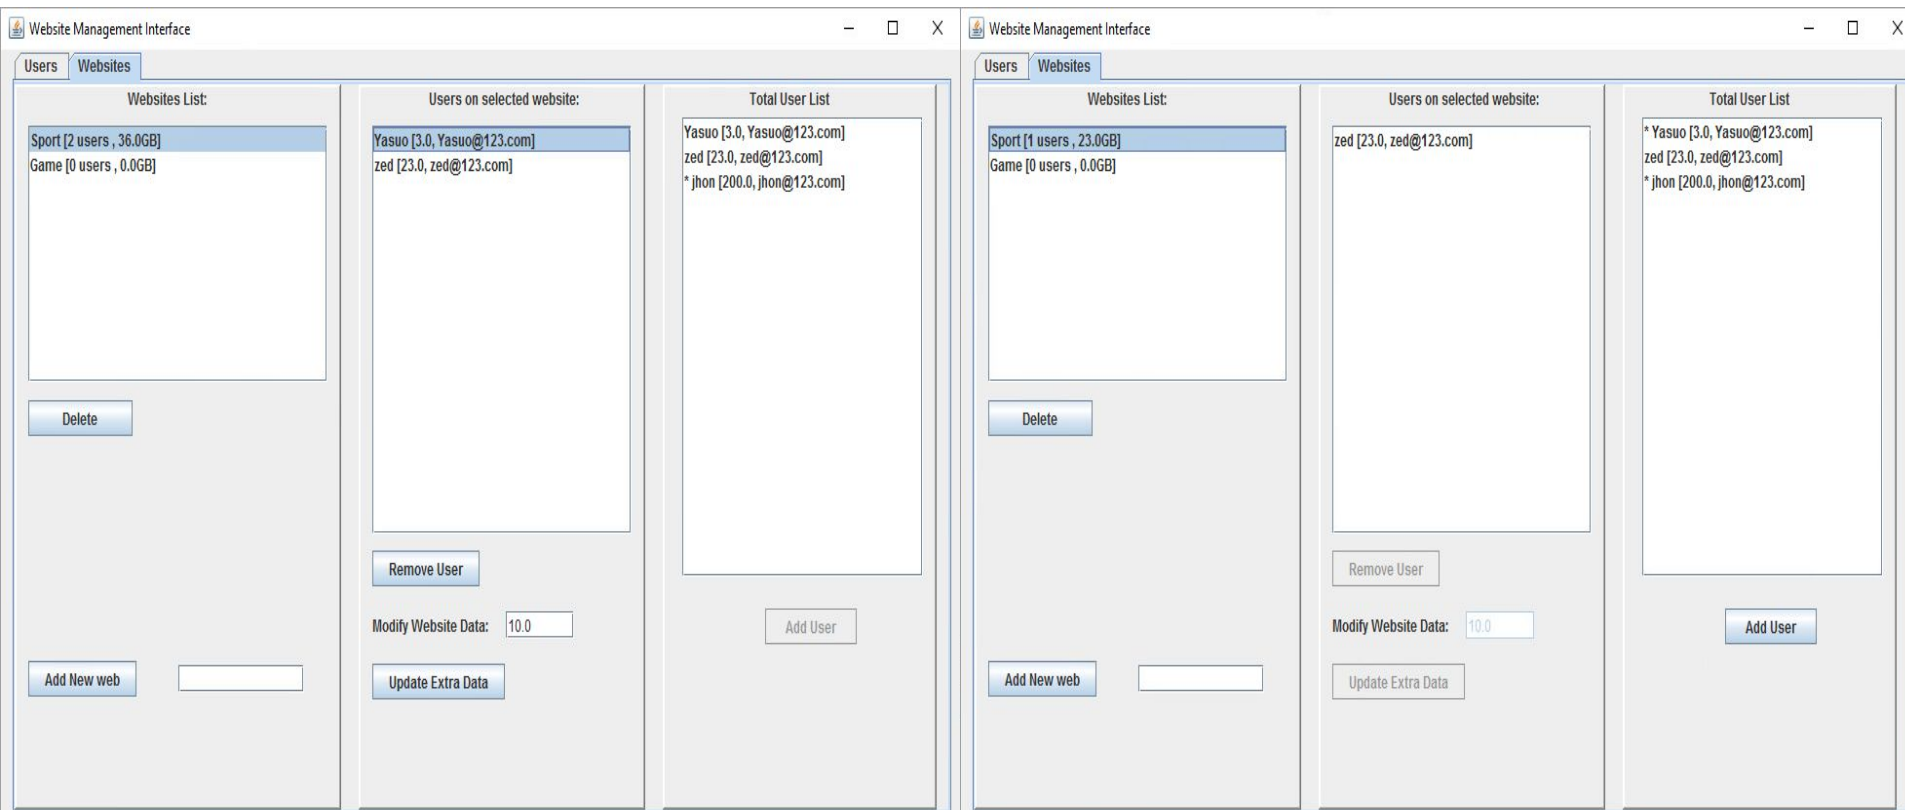 Website Management Interface
Users Websites
Websites List:
Sport [2 users , 36.0GB]
Game [0 users , 0.0GB]
Delete
Add New web
Users on selected website:
Yasuo [3.0, Yasuo@123.com]
zed [23.0, zed@123.com]
Remove User
Modify Website Data: 10.0
Update Extra Data
Total User List
Yasuo [3.0, Yasuo@123.com]
zed [23.0, zed@123.com]
* jhon [200.0, jhon@123.com]
Add User
Website Management Interface
Users Websites
Websites List:
Sport [1 users , 23.0GB]
Game [0 users , 0.0GB]
Delete
Add New web
Users on selected website:
zed [23.0, zed@123.com]
Remove User
Modify Website Data: 10.0
Update Extra Data
Total User List
* Yasuo [3.0, Yasuo@123.com]
zed [23.0, zed@123.com]
* jhon [200.0, jhon@123.com]
Add User